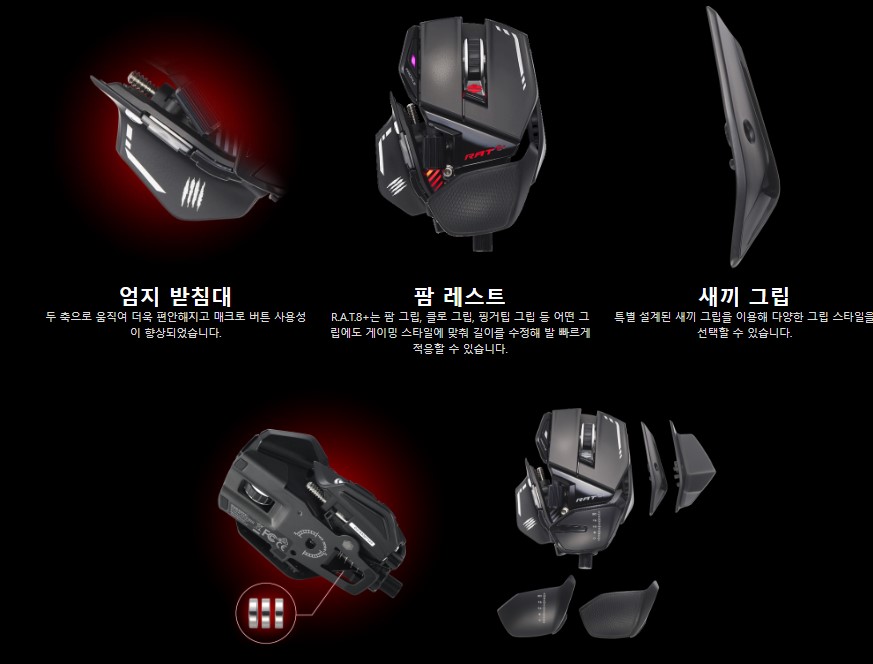 RAT
엄지 받침대
두 축으로 움직여 더욱 편안해지고 매크로 버튼 사용성
이 향상되었습니다.
팜 레스트
R.A.T.8+는 팜 그립, 클로 그립, 핑거팁 그립 등 어떤 그
립에도 게이밍 스타일에 맞춰 길이를 수정해 발 빠르게
적응할 수 있습니다.
새끼 그립
특별 설계된 새끼 그립을 이용해 다양한 그립 스타일을
선택할 수 있습니다.
FC CE
RAT